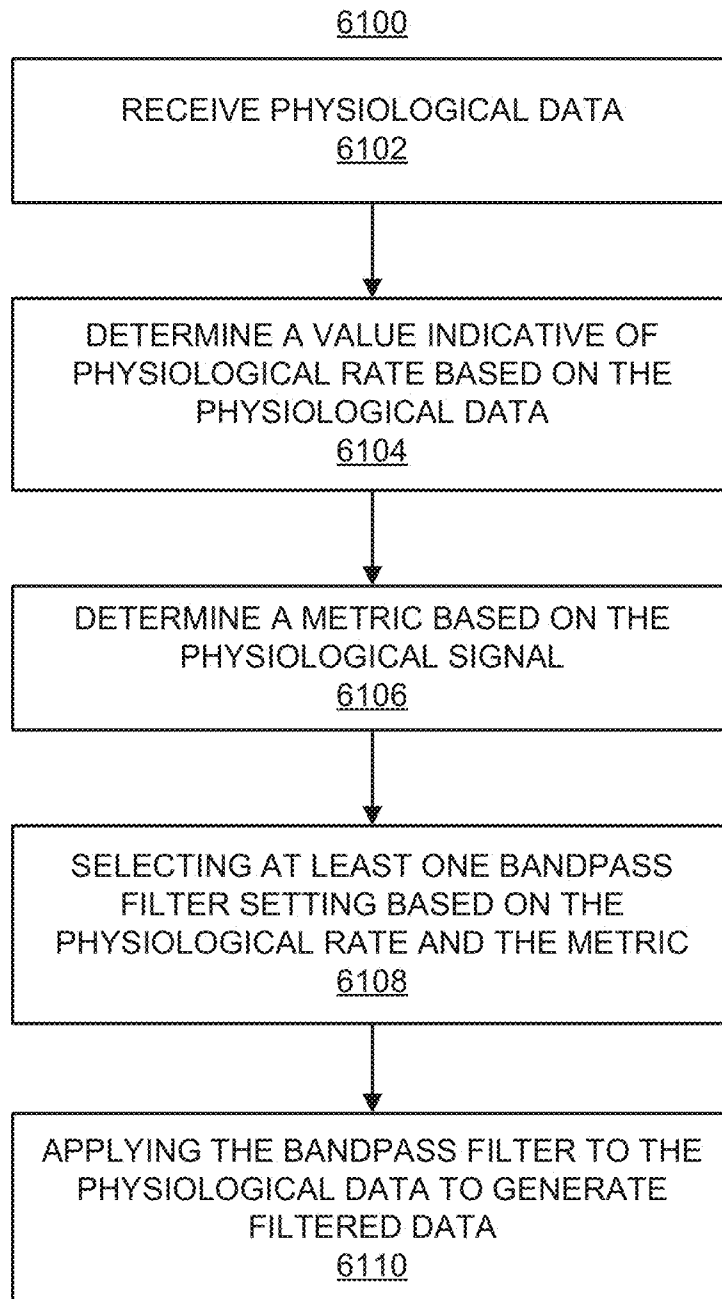 6100
RECEIVE PHYSIOLOGICAL DATA
6102
DETERMINE A VALUE INDICATIVE OF
PHYSIOLOGICAL RATE BASED ON THE
PHYSIOLOGICAL DATA
6104
DETERMINE A METRIC BASED ON THE
PHYSIOLOGICAL SIGNAL
6106
SELECTING AT LEAST ONE BANDPASS
FILTER SETTING BASED ON THE
PHYSIOLOGICAL RATE AND THE METRIC
6108
APPLYING THE BANDPASS FILTER TO THE
PHYSIOLOGICAL DATA TO GENERATE
FILTERED DATA
6110